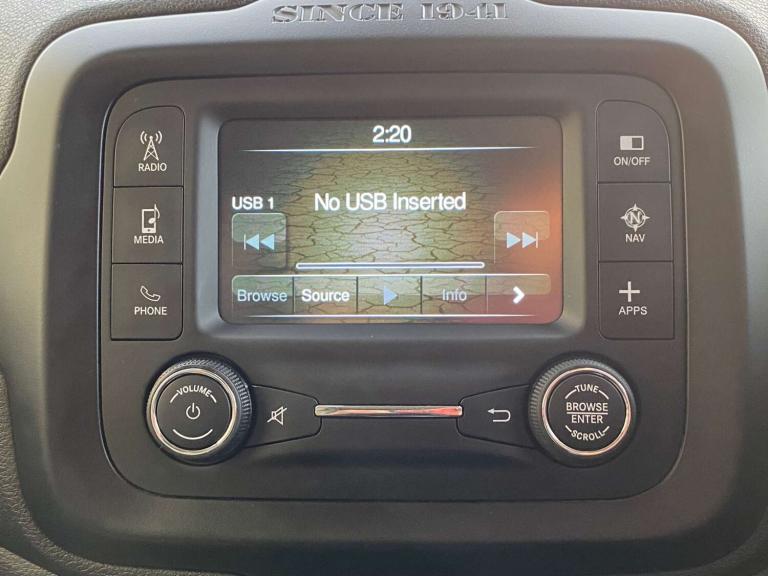 SINCE 1941
2:20
RADIO
ON/OFF
USB 1
No USB Inserted
MEDIA
N
NAV
PHONE
Browse
Source
Info
APPS
VOLUME
TUNE
BROWSE
ENTER
SCROLL